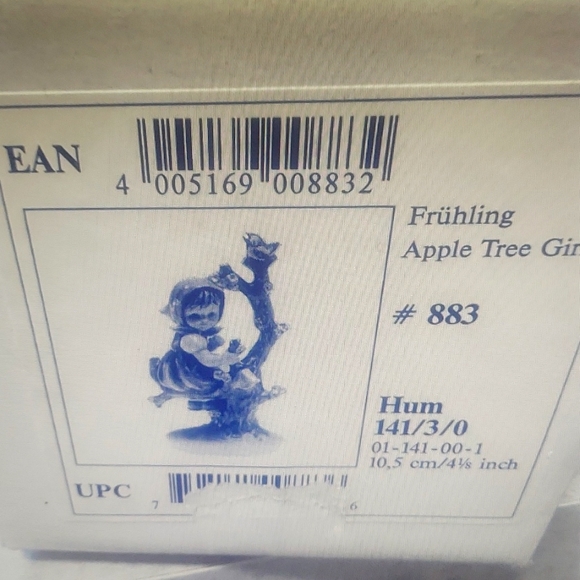 EAN
4 005169 008832
Frühling
Apple Tree
# 883
Hum
141/3/0
01-141-00-1
10,5 cm/4⅛ inch
UPC
7 6